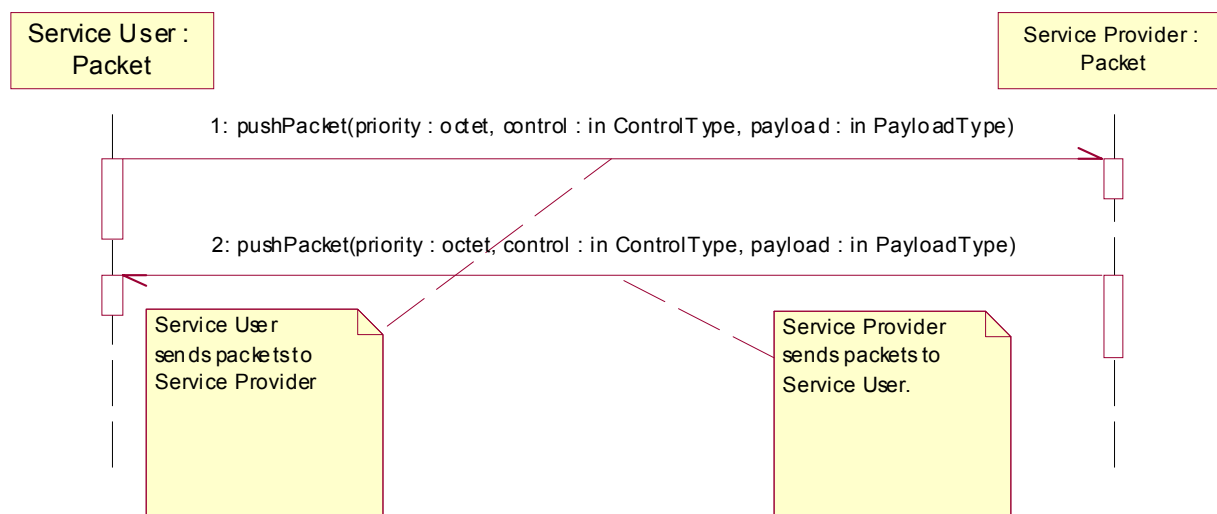 Service User :
Packet
Service Provider :
Packet
1: pushPacket(priority : octet, control : in ControlType, payload : in PayloadType)
2: pushPacket(priority : octet, control : in ControlType, payload : in PayloadType)
Service User
sends packets to
Service Provider
Service Provider
sends packets to
Service User.